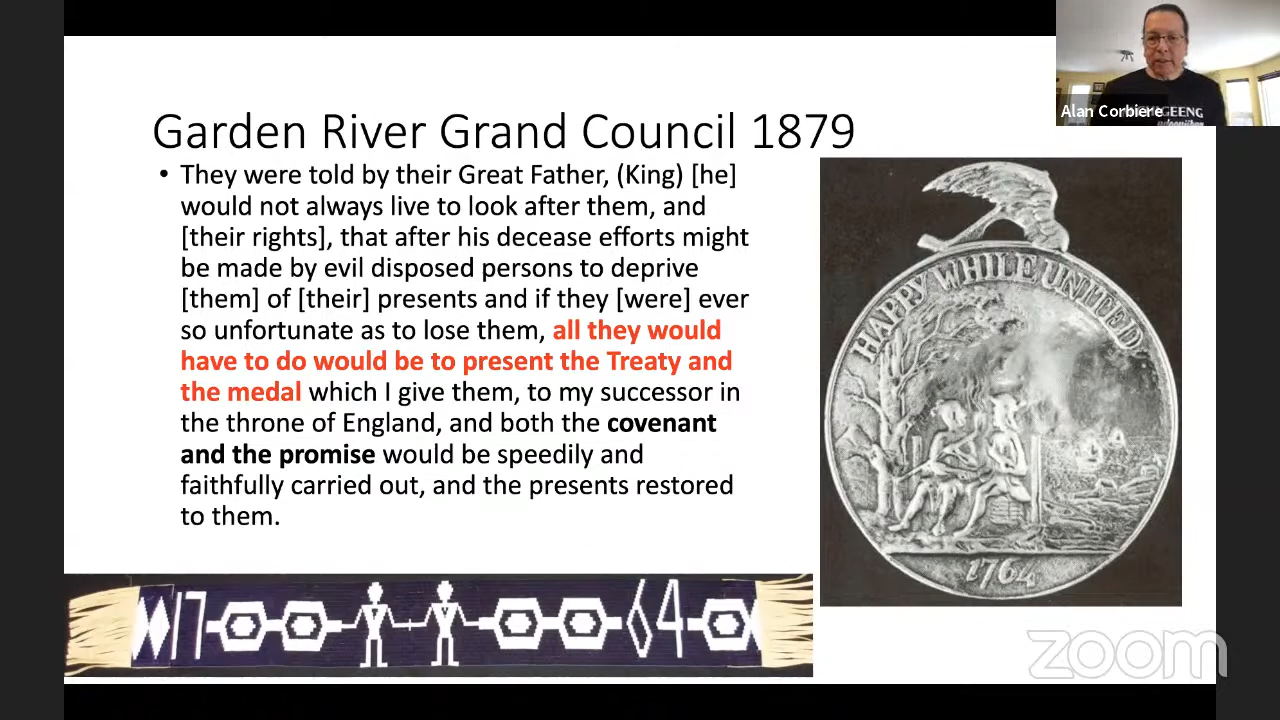 Garden River Grand Council 1879
• They were told by their Great Father, (King) [he]
would not always live to look after them, and
[their rights], that after his decease efforts might
be made by evil disposed persons to deprive
[them] of [their] presents and if they [were] ever
so unfortunate as to lose them, all they would
have to do would be to present the Treaty and
the medal which I give them, to my successor in
the throne of England, and both the covenant
and the promise would be speedily and
faithfully carried out, and the presents restored
to them.
HAPPY WHILE UNITED
1764
17
64
Alan Corbiere
GEENG
zoom